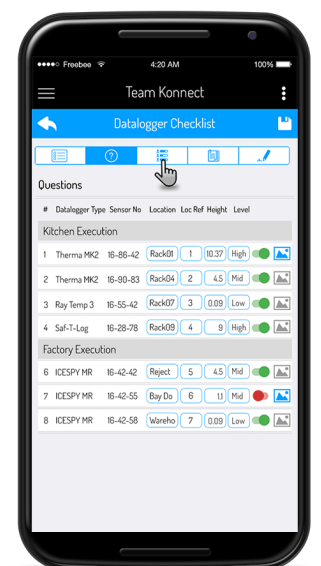 Freebee 4:20 AM 100%
Team Konnect
Datalogger Checklist
Questions
# Datalogger Type Sensor No Location Loc Ref Height Level
Kitchen Execution
1 Therma MK2 16-86-42 Rack01 1 10.37 High
2 Therma MK2 16-90-83 Rack04 2 4.5 Mid
3 Ray Temp 3 16-55-42 Rack07 3 0.09 Low
4 Saf-T-Log 16-28-78 Rack09 4 9 High
Factory Execution
6 ICESPY MR 16-42-42 Reject 5 4.5 Mid
7 ICESPY MR 16-42-55 Bay Do 6 1.1 Mid
8 ICESPY MR 16-42-58 Wareho 7 0.09 Low